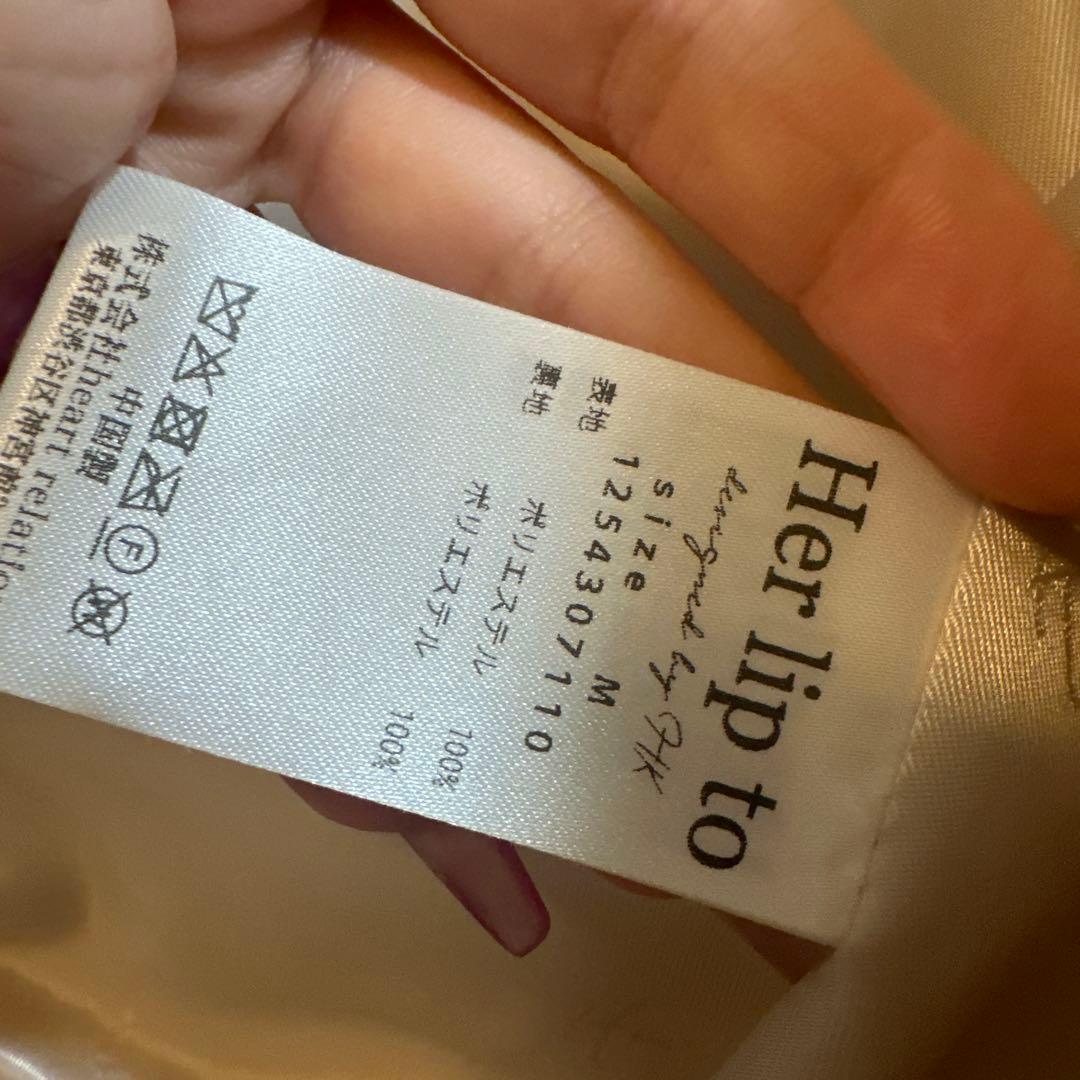 Her lip to
designed by HK
size M
1254307110
表地 ポリエステル 100%
裏地 ポリエステル 100%
F W
中国製
株式会社heart relation
東京都渋谷区神宮前